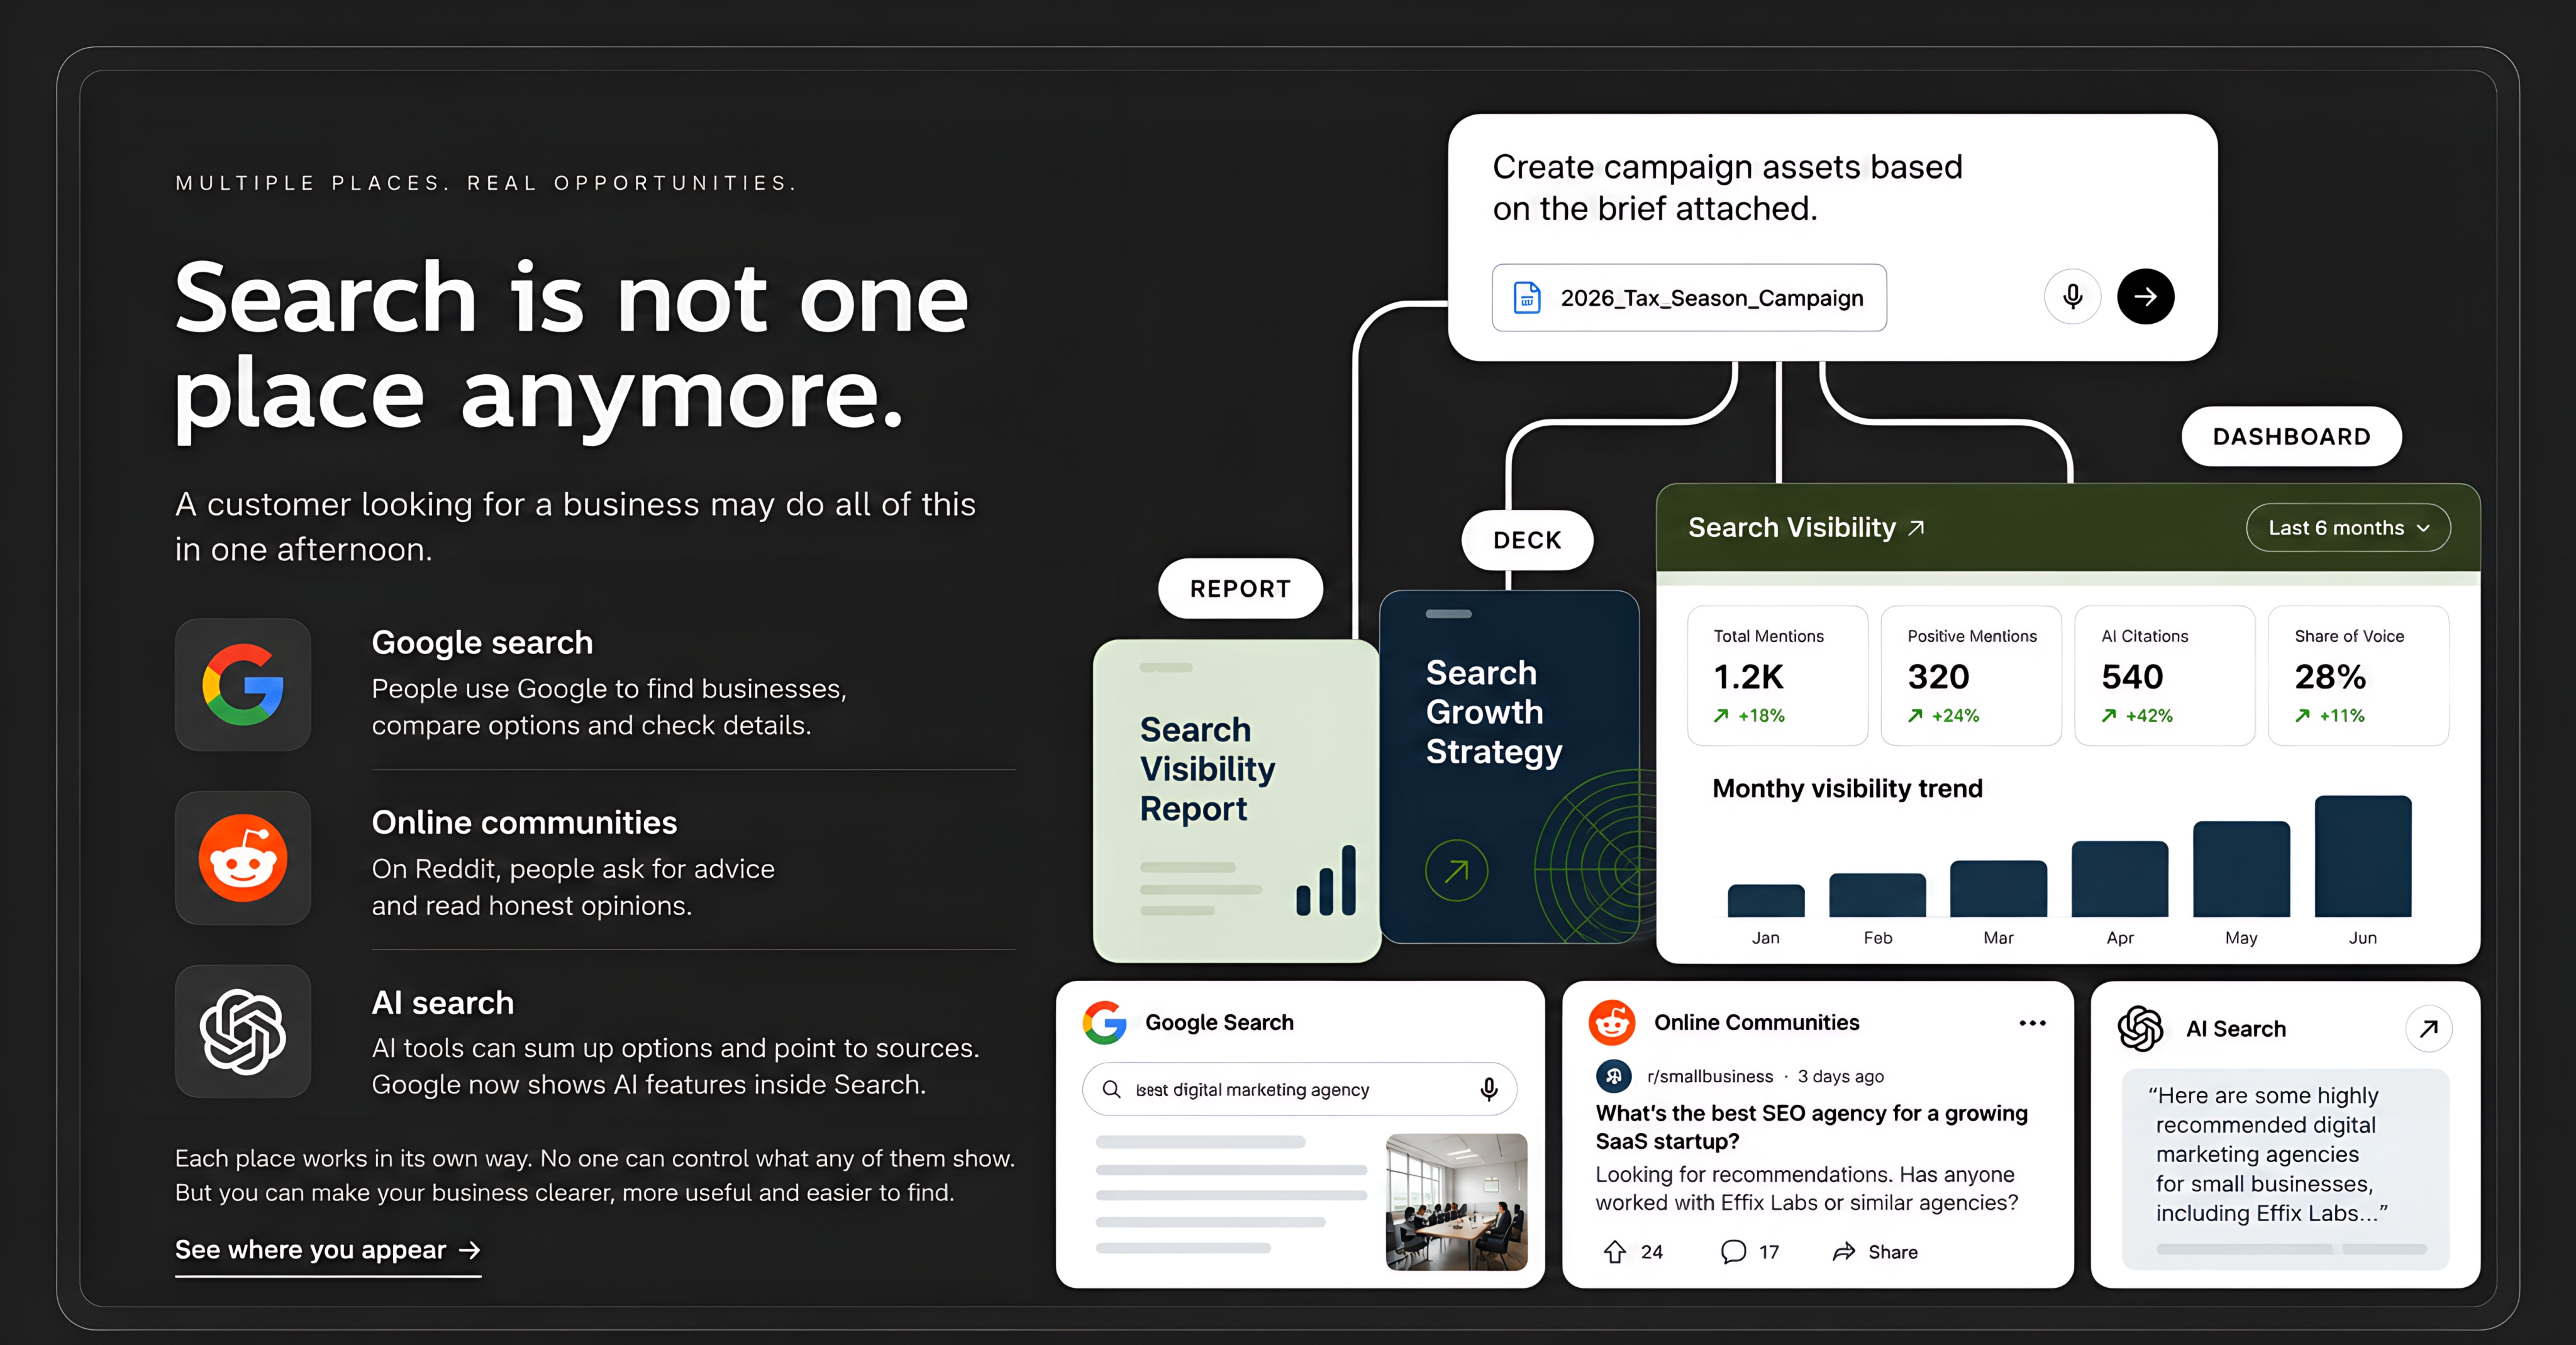 MULTIPLE PLACES. REAL OPPORTUNITIES.
Search is not one
place anymore.
A customer looking for a business may do all of this
in one afternoon.
Google search
People use Google to find businesses,
compare options and check details.
Online communities
On Reddit, people ask for advice
and read honest opinions.
AI search
AI tools can sum up options and point to sources.
Google now shows AI features inside Search.
Each place works in its own way. No one can control what any of them show.
But you can make your business clearer, more useful and easier to find.
See where you appear →
Create campaign assets based
on the brief attached.
2026_Tax_Season_Campaign
REPORT
Search
Visibility
Report
DECK
Search
Growth
Strategy
DASHBOARD
Search Visibility
Last 6 months
Total Mentions
1.2K
+18%
Positive Mentions
320
+24%
AI Citations
540
+42%
Share of Voice
28%
+11%
Monthy visibility trend
Jan Feb Mar Apr May Jun
Google Search
digital marketing agency
Online Communities
r/smallbusiness · 3 days ago
What's the best SEO agency for a growing
SaaS startup?
Looking for recommendations. Has anyone
worked with Effix Labs or similar agencies?
24 17 Share
AI Search
“Here are some highly
recommended digital
marketing agencies
for small businesses,
including Effix Labs...”